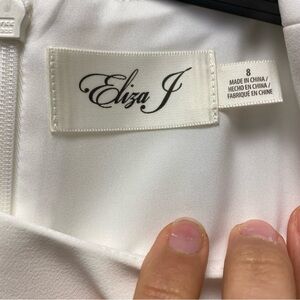 Eliza J
8
MADE IN CHINA/
HECHO EN CHINA/
FABRIQUÉ EN CHINE